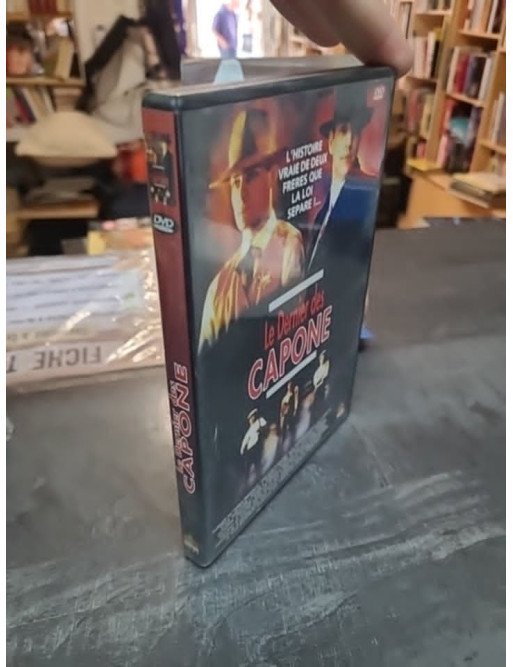 DVD
L'HISTOIRE
VRAIE DE DEUX
FRÈRES QUE
LA LOI
SÉPARE !...
Le Dernier des
CAPONE
DVD
Le Dernier des
CAPONE
FICHE T